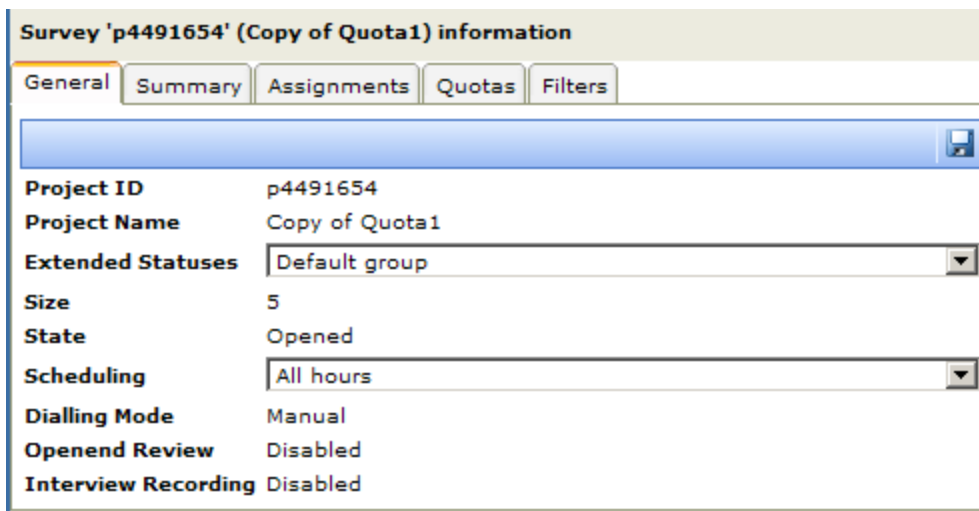 Survey 'p4491654' (Copy of Quota1) information
General Summary Assignments Quotas Filters
Project ID p4491654
Project Name Copy of Quota1
Extended Statuses Default group
Size 5
State Opened
Scheduling All hours
Dialling Mode Manual
Openend Review Disabled
Interview Recording Disabled